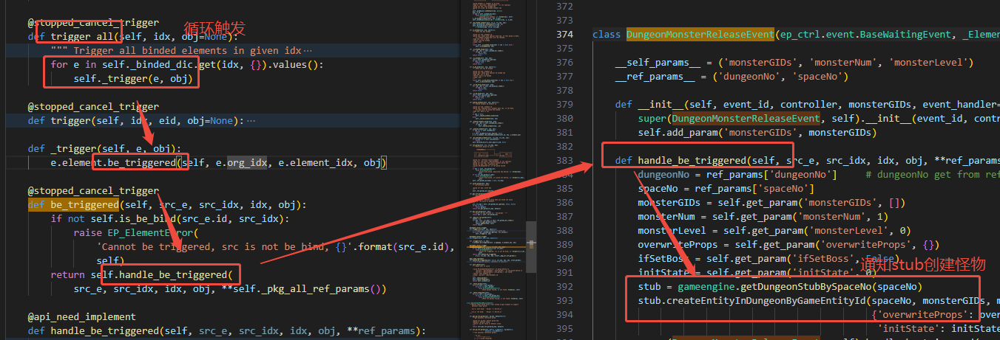 @stopped_cancel_trigger
def trigger_all(self, idx, obj=None):
循环触发
""" Trigger all binded elements in given idx…
for e in self._binded_dic.get(idx, {}).values():
self._trigger(e, obj)
@stopped_cancel_trigger
def trigger(self, idx, eid, obj=None):…
def _trigger(self, e, obj):
e.element.be_triggered(self, e.org_idx, e.element_idx, obj)
@stopped_cancel_trigger
def be_triggered(self, src_e, src_idx, idx, obj):
if not self.is_be_bind(src_e.id, src_idx):
raise EP_ElementError(
'Cannot be triggered, src is not be bind, {}'.format(src_e.id),
self)
return self.handle_be_triggered(
src_e, src_idx, idx, obj, **self._pkg_all_ref_params())
@api_need_implement
def handle_be_triggered(self, src_e, src_idx, idx, obj, **ref_params):
372
373
374 class DungeonMonsterReleaseEvent(ep_ctrl.event.BaseWaitingEvent, _Elem
375
376 __self_params__ = ('monsterGIDs', 'monsterNum', 'monsterLevel')
377 __ref_params__ = ('dungeonNo', 'spaceNo')
378
379 def __init__(self, event_id, controller, monsterGIDs, event_handler=
380 super(DungeonMonsterReleaseEvent, self).__init__(event_id, contr
381 self.add_param('monsterGIDs', monsterGIDs)
382
383 def handle_be_triggered(self, src_e, src_idx, idx, obj, **ref_params
384 dungeonNo = ref_params['dungeonNo'] # dungeonNo get from ref
385 spaceNo = ref_params['spaceNo']
386 monsterGIDs = self.get_param('monsterGIDs', [])
387 monsterNum = self.get_param('monsterNum', 1)
388 monsterLevel = self.get_param('monsterLevel', 0)
389 overwriteProps = self.get_param('overwriteProps', {})
390 ifSetBoss = self.get_param('ifSetBoss', False)
通知stub创建怪物
391 initState = self.get_param('initState', 0)
392 stub = gameengine.getDungeonStubBySpaceNo(spaceNo)
393 stub.createEntityInDungeonByGameEntityId(spaceNo, monsterGIDs, m
394 {'overwriteProps': ov
395 'initState': initStat